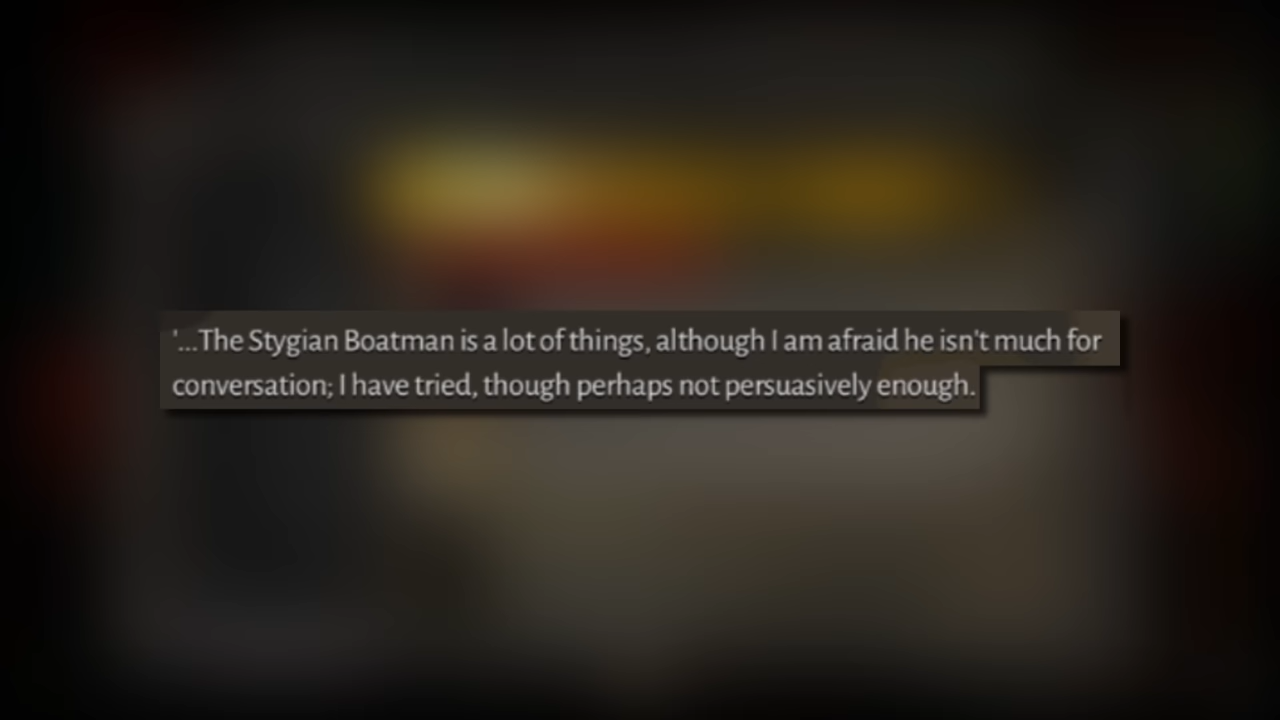 '...The Stygian Boatman is a lot of things, although I am afraid he isn't much for
conversation; I have tried, though perhaps not persuasively enough.